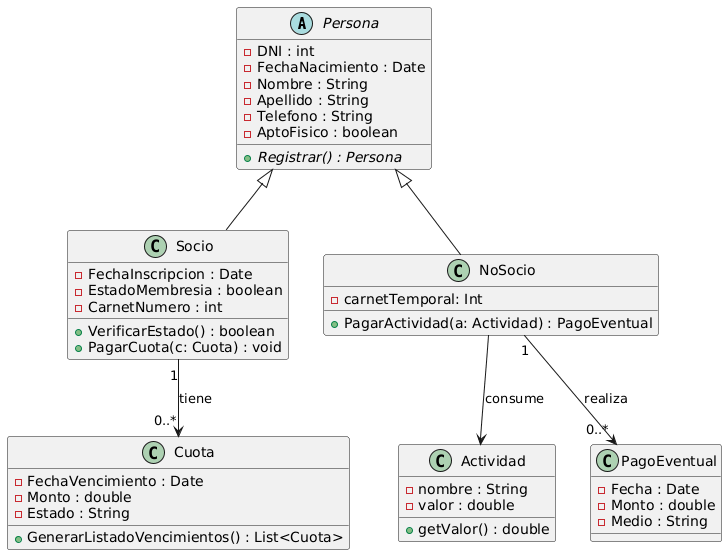 A Persona
DNI : int
FechaNacimiento : Date
Nombre : String
Apellido : String
Telefono : String
AptoFisico : boolean
Registrar() : Persona
C Socio
FechaInscripcion : Date
EstadoMembresia : boolean
CarnetNumero : int
VerificarEstado() : boolean
PagarCuota(c: Cuota) : void
C NoSocio
carnetTemporal: Int
PagarActividad(a: Actividad) : PagoEventual
1
tiene
0..*
consume
1
realiza
0..*
C Cuota
FechaVencimiento : Date
Monto : double
Estado : String
GenerarListadoVencimientos() : List<Cuota>
C Actividad
nombre : String
valor : double
getValor() : double
C PagoEventual
Fecha : Date
Monto : double
Medio : String